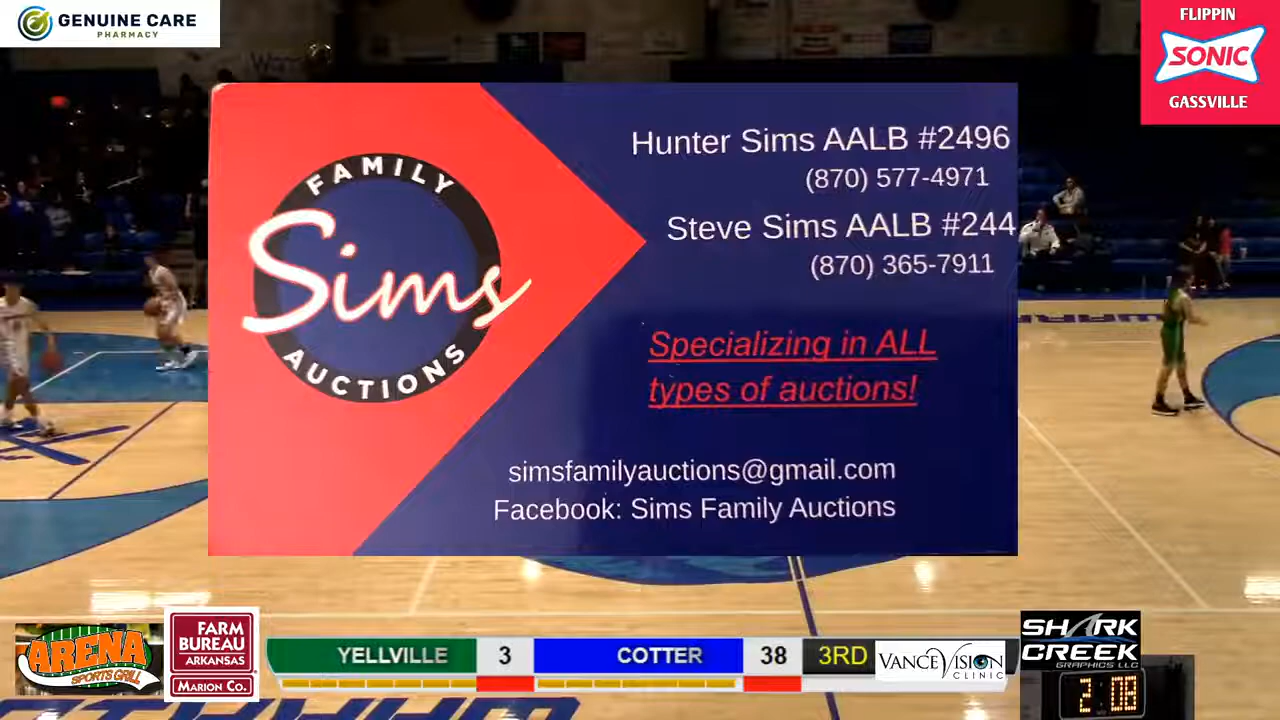 GENUINE CARE
PHARMACY
FLIPPIN
SONIC
GASSVILLE
FAMILY
Sims
AUCTIONS
Hunter Sims AALB #2496
(870) 577-4971
Steve Sims AALB #244
(870) 365-7911
Specializing in ALL
types of auctions!
simsfamilyauctions@gmail.com
Facebook: Sims Family Auctions
ARENA
SPORTS GRILL
FARM
BUREAU
ARKANSAS
MARION CO.
YELLVILLE 3 COTTER 38 3RD
VANCE VISION
CLINIC
SHARK
CREEK
GRAPHICS LLC
2:08